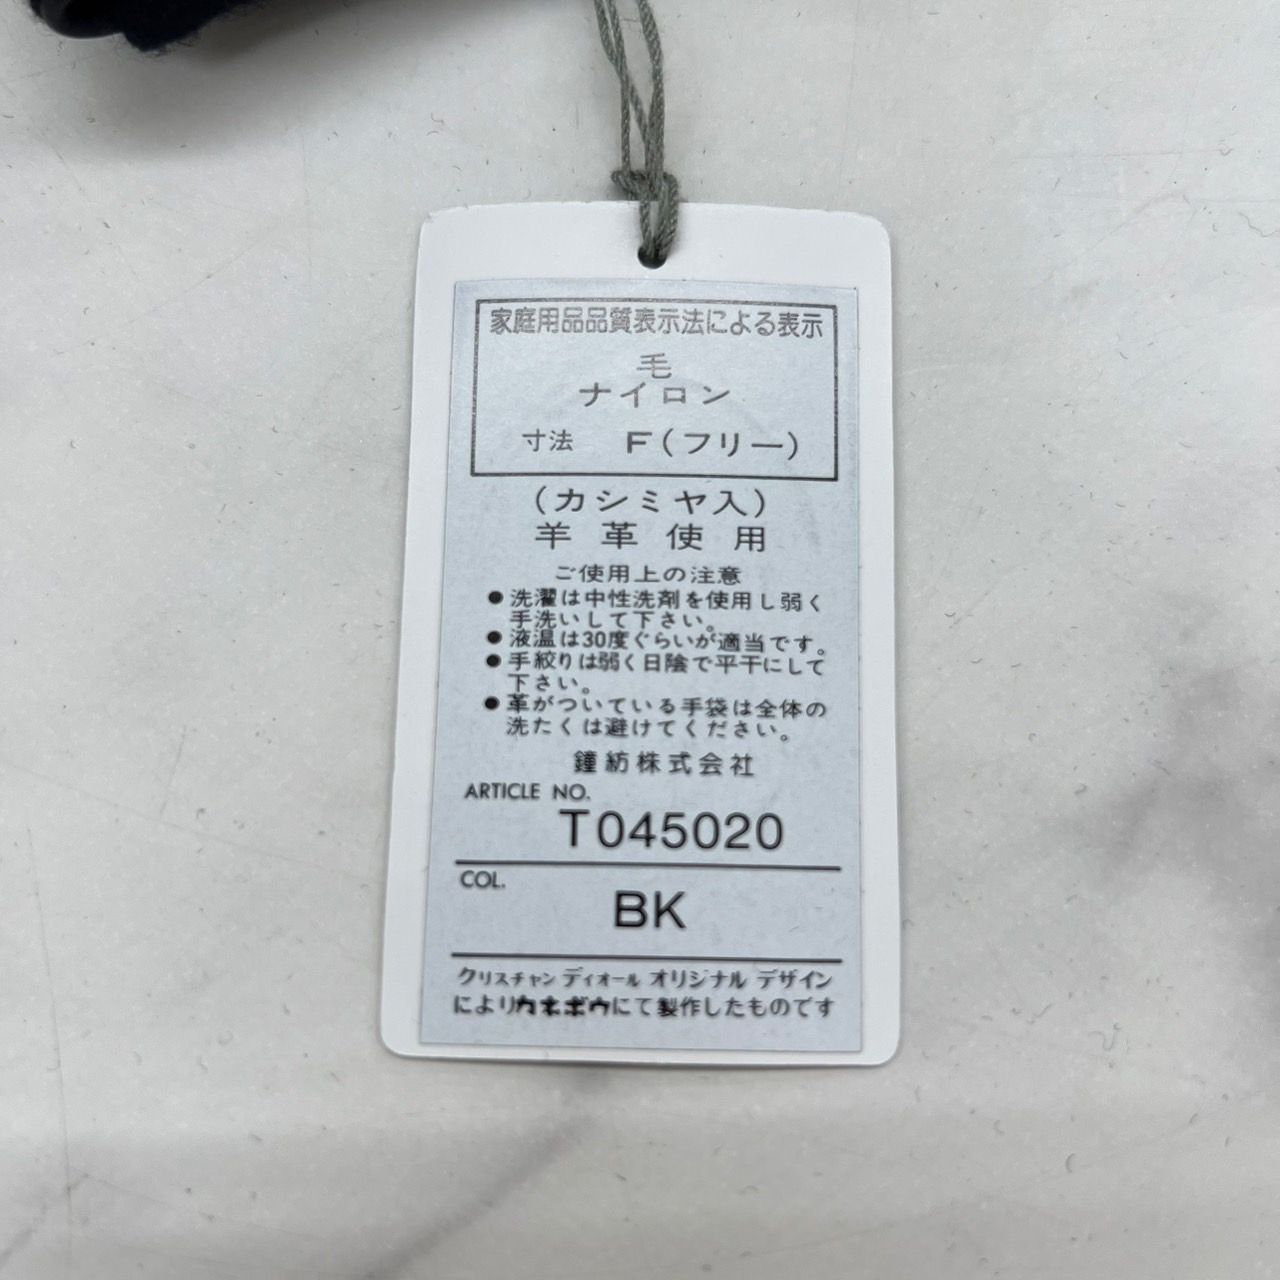 家庭用品品質表示法による表示
毛
ナイロン
寸法 F(フリー)
(カシミヤ入)
羊革使用
ご使用上の注意
●洗濯は中性洗剤を使用し弱く
手洗いして下さい。
●液温は30度ぐらいが適当です。
●手絞りは弱く日陰で平干にして
下さい。
●革がついている手袋は全体の
洗たくは避けてください。
鐘紡株式会社
ARTICLE NO.
T045020
COL.
BK
クリスチャン ディオール オリジナル デザイン
によりカネボウにて製作したものです